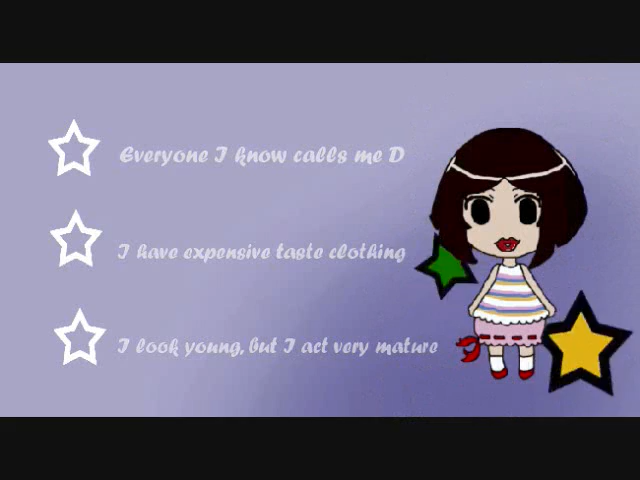 Everyone I know calls me D
I have expensive taste clothing
I look young, but I act very mature